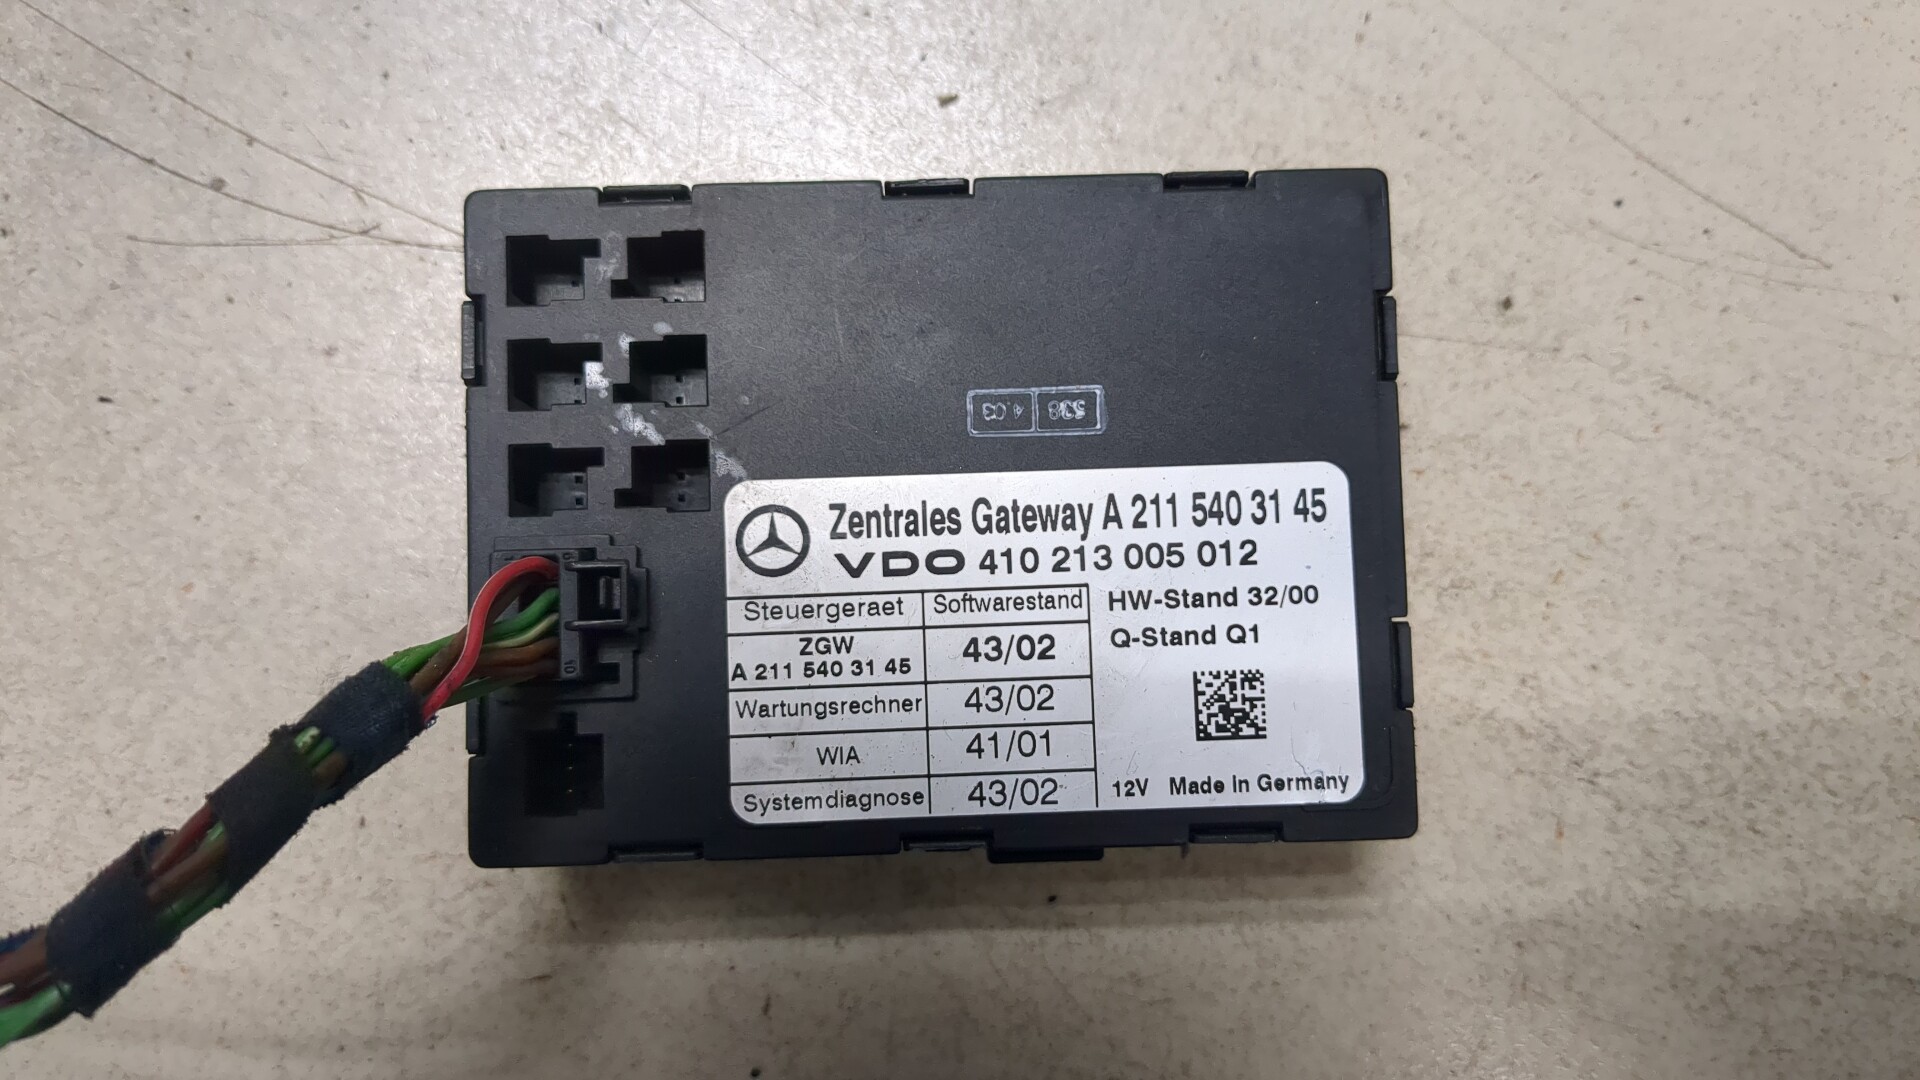 Zentrales Gateway A 211 540 31 45
VDO 410 213 005 012
Steuergeraet Softwarestand
ZGW
A 211 540 31 45 43/02
Wartungsrechner 43/02
WIA 41/01
Systemdiagnose 43/02
HW-Stand 32/00
Q-Stand Q1
12V Made in Germany
4.03